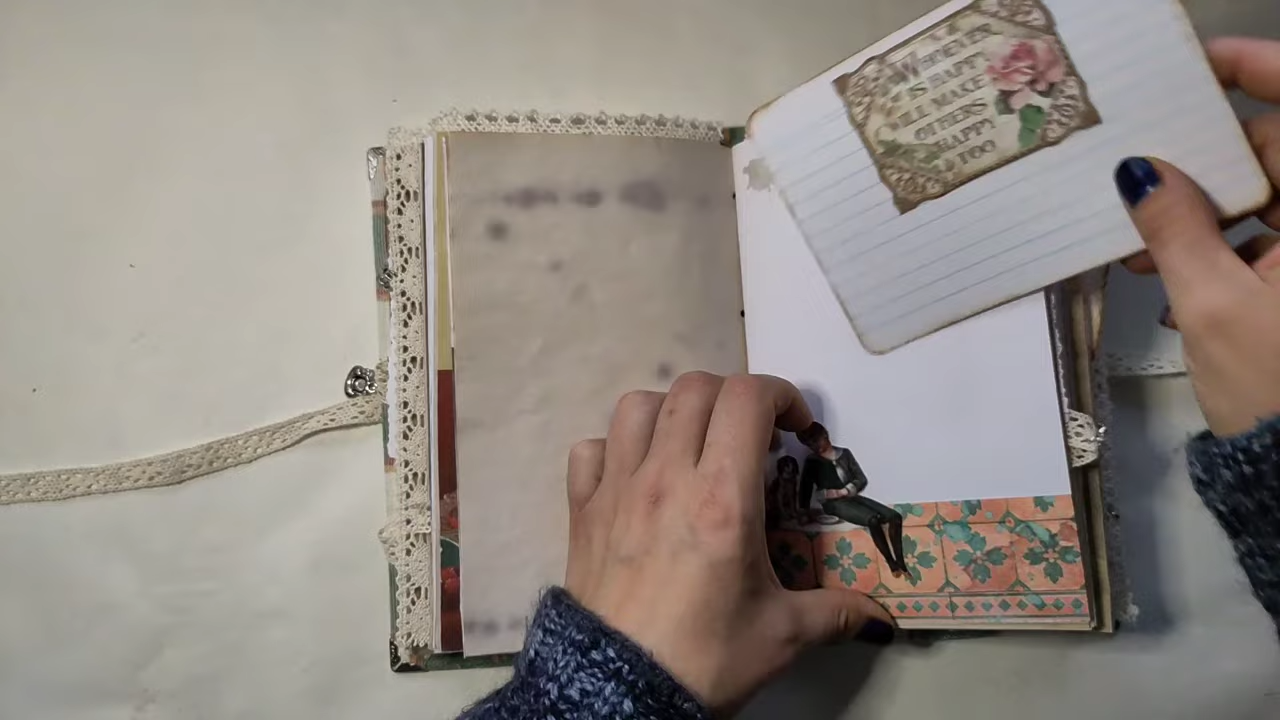 WHOEVER
IS HAPPY
WILL MAKE
OTHERS
HAPPY
TOO